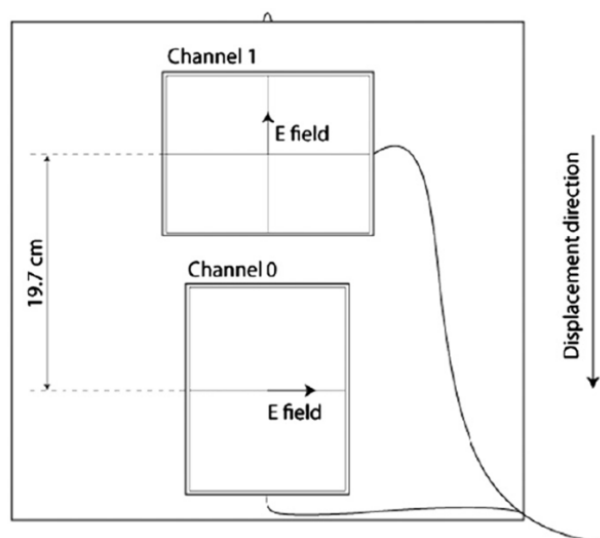 Channel 1
E field
19.7 cm
Displacement direction
Channel 0
E field